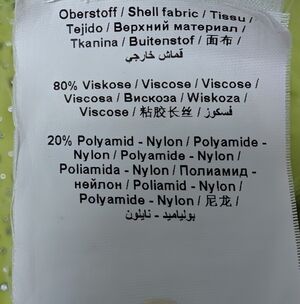 Oberstoff / Shell fabric / Tissu /
Tejido / Верхний материал /
Tkanina / Buitenstof / 面布 /
قماش خارجي
80% Viskose / Viscose / Viscose /
Viscosa / Вискоза / Wiskoza /
Viscose / 粘胶长丝 / فسكوز
20% Polyamid - Nylon / Polyamide -
Nylon / Polyamide - Nylon /
Poliamida - Nylon / Полиамид -
нейлон / Poliamid - Nylon /
Polyamide - Nylon / 尼龙 /
بولياميد - نايلون